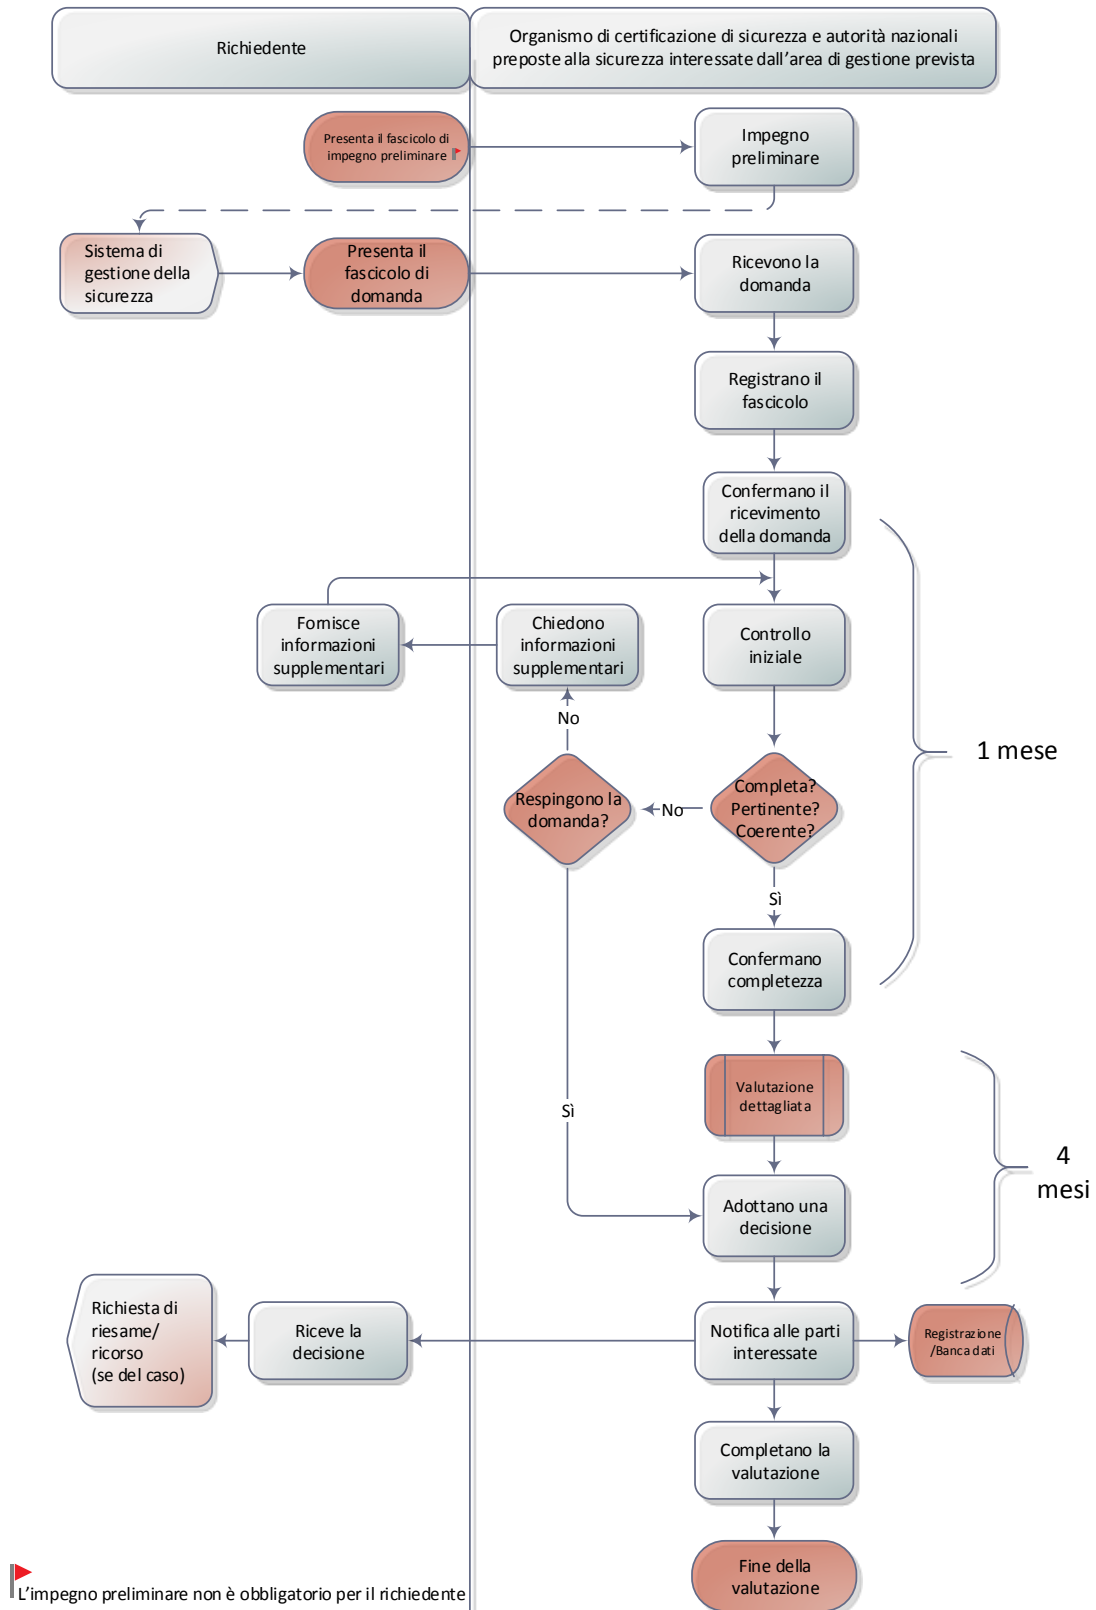 Richiedente
Organismo di certificazione di sicurezza e autorità nazionali
preposte alla sicurezza interessate dall'area di gestione prevista
Presenta il fascicolo di
impegno preliminare
Impegno
preliminare
Sistema di
gestione della
sicurezza
Presenta il
fascicolo di
domanda
Ricevono la
domanda
Registrano il
fascicolo
Confermano il
ricevimento
della domanda
Fornisce
informazioni
supplementari
Chiedono
informazioni
supplementari
Controllo
iniziale
No
1 mese
Respingono la
domanda?
No
Completa?
Pertinente?
Coerente?
Sì
Confermano
completezza
Valutazione
dettagliata
Sì
4
mesi
Adottano una
decisione
Richiesta di
riesame/
ricorso
(se del caso)
Riceve la
decisione
Notifica alle parti
interessate
Registrazione
/Banca dati
Completano la
valutazione
Fine della
valutazione
L'impegno preliminare non è obbligatorio per il richiedente